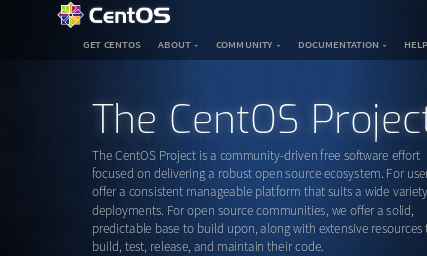 CentOS
GET CENTOS ABOUT COMMUNITY DOCUMENTATION HELP
The CentOS Project
The CentOS Project is a community-driven free software effort
focused on delivering a robust open source ecosystem. For users
offer a consistent manageable platform that suits a wide variety
deployments. For open source communities, we offer a solid,
predictable base to build upon, along with extensive resources t
build, test, release, and maintain their code.